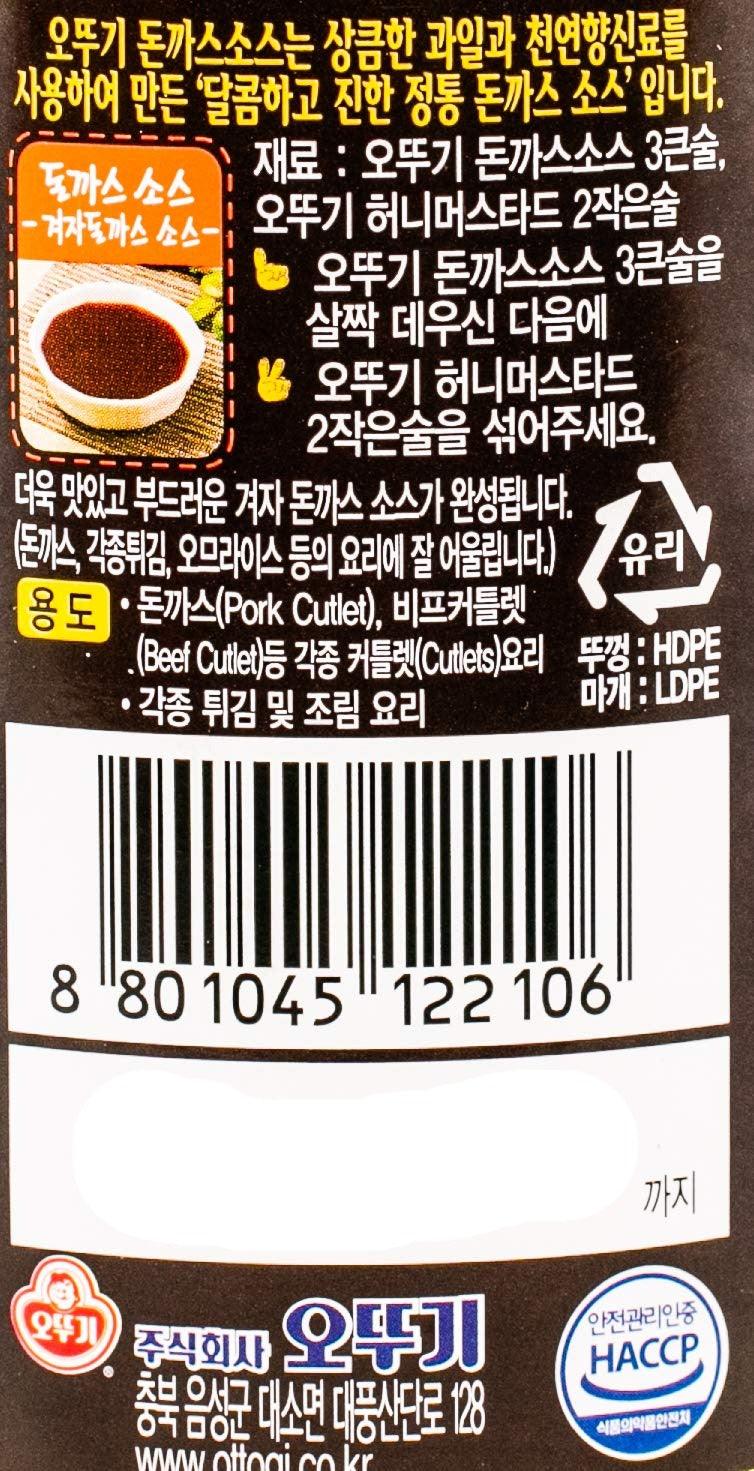 오뚜기 돈까스소스는 상큼한 과일과 천연향신료를
사용하여 만든 '달콤하고 진한 정통 돈까스 소스' 입니다.
돈까스 소스
-겨자돈까스 소스-
재료 : 오뚜기 돈까스소스 3큰술,
오뚜기 허니머스타드 2작은술
오뚜기 돈까스소스 3큰술을
살짝 데우신 다음에
오뚜기 허니머스타드
2작은술을 섞어주세요.
더욱 맛있고 부드러운 겨자 돈까스 소스가 완성됩니다.
(돈까스, 각종튀김, 오므라이스 등의 요리에 잘 어울립니다.)
용도
• 돈까스(Pork Cutlet), 비프커틀렛
(Beef Cutlet)등 각종 커틀렛(Cutlets)요리
• 각종 튀김 및 조림 요리
유리
뚜껑 : HDPE
마개 : LDPE
8 801045 122106
까지
오뚜기
주식회사 오뚜기
충북 음성군 대소면 대풍산단로 128
www.ottogi.co.kr
안전관리인증
HACCP
식품의약품안전처